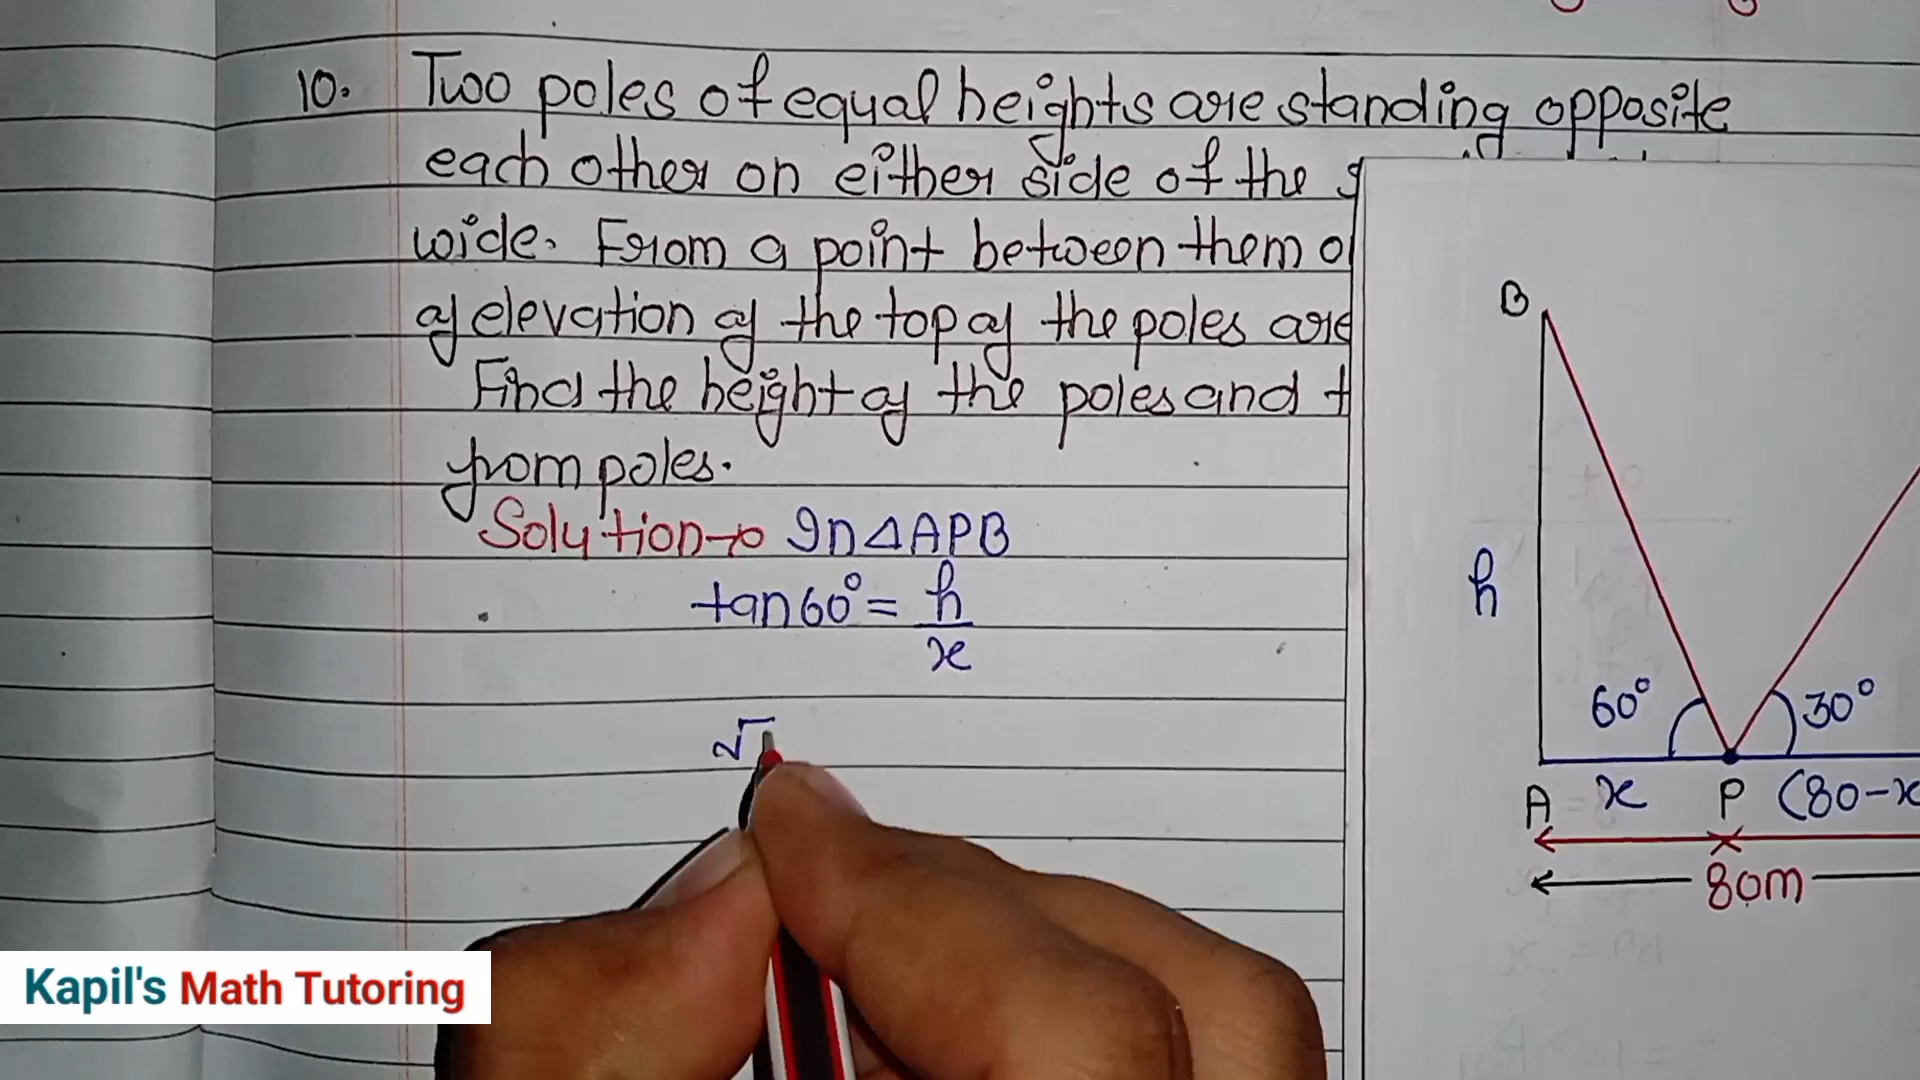 10. Two poles of equal heights are standing opposite
each other on either side of the
wide. From a point between them
of elevation of the top of the poles are
Find the height of the poles and
from poles.
Solution→ In △APB
tan60° = h/x
√
B
h
60° 30°
A x P (80-x
80m
Kapil's Math Tutoring